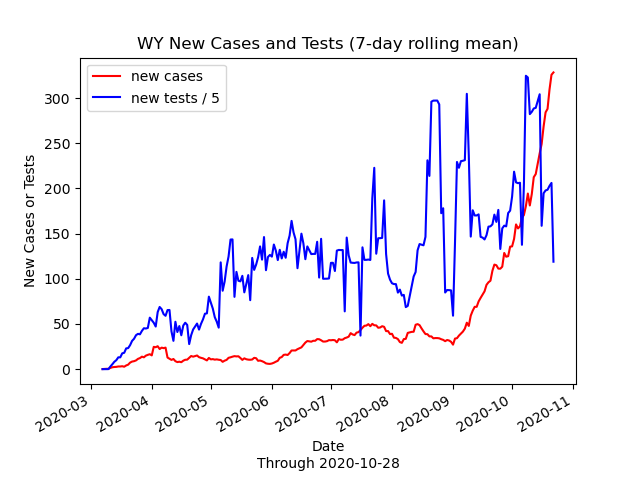 WY New Cases and Tests (7-day rolling mean)
new cases
new tests / 5
New Cases or Tests
300
250
200
150
100
50
0
2020-03
2020-04
2020-05
2020-06
2020-07
2020-08
2020-09
2020-10
2020-11
Date
Through 2020-10-28